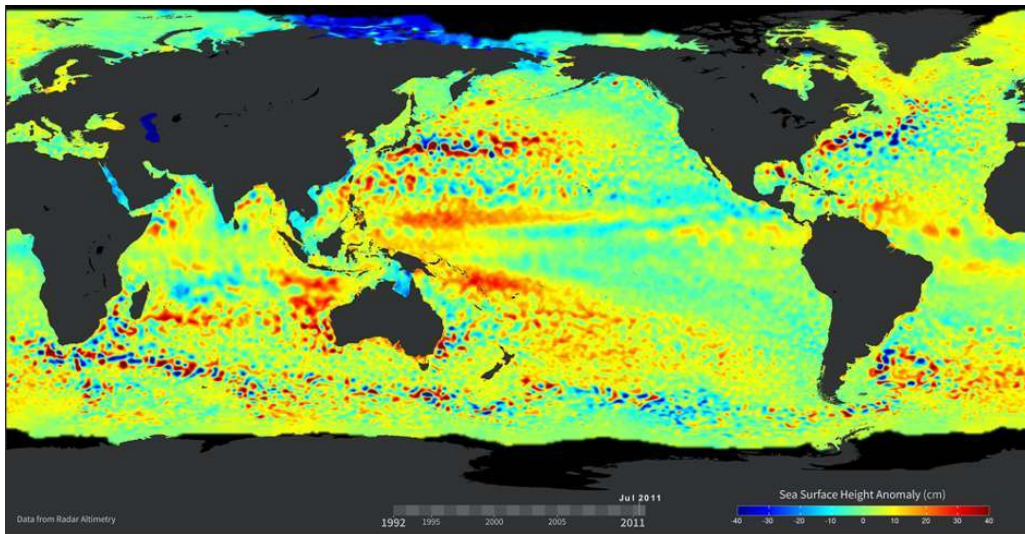 Jul 2011
Sea Surface Height Anomaly (cm)
Data from Radar Altimetry
1992 1995 2000 2005 2011
-40 -30 -20 -10 0 10 20 30 40